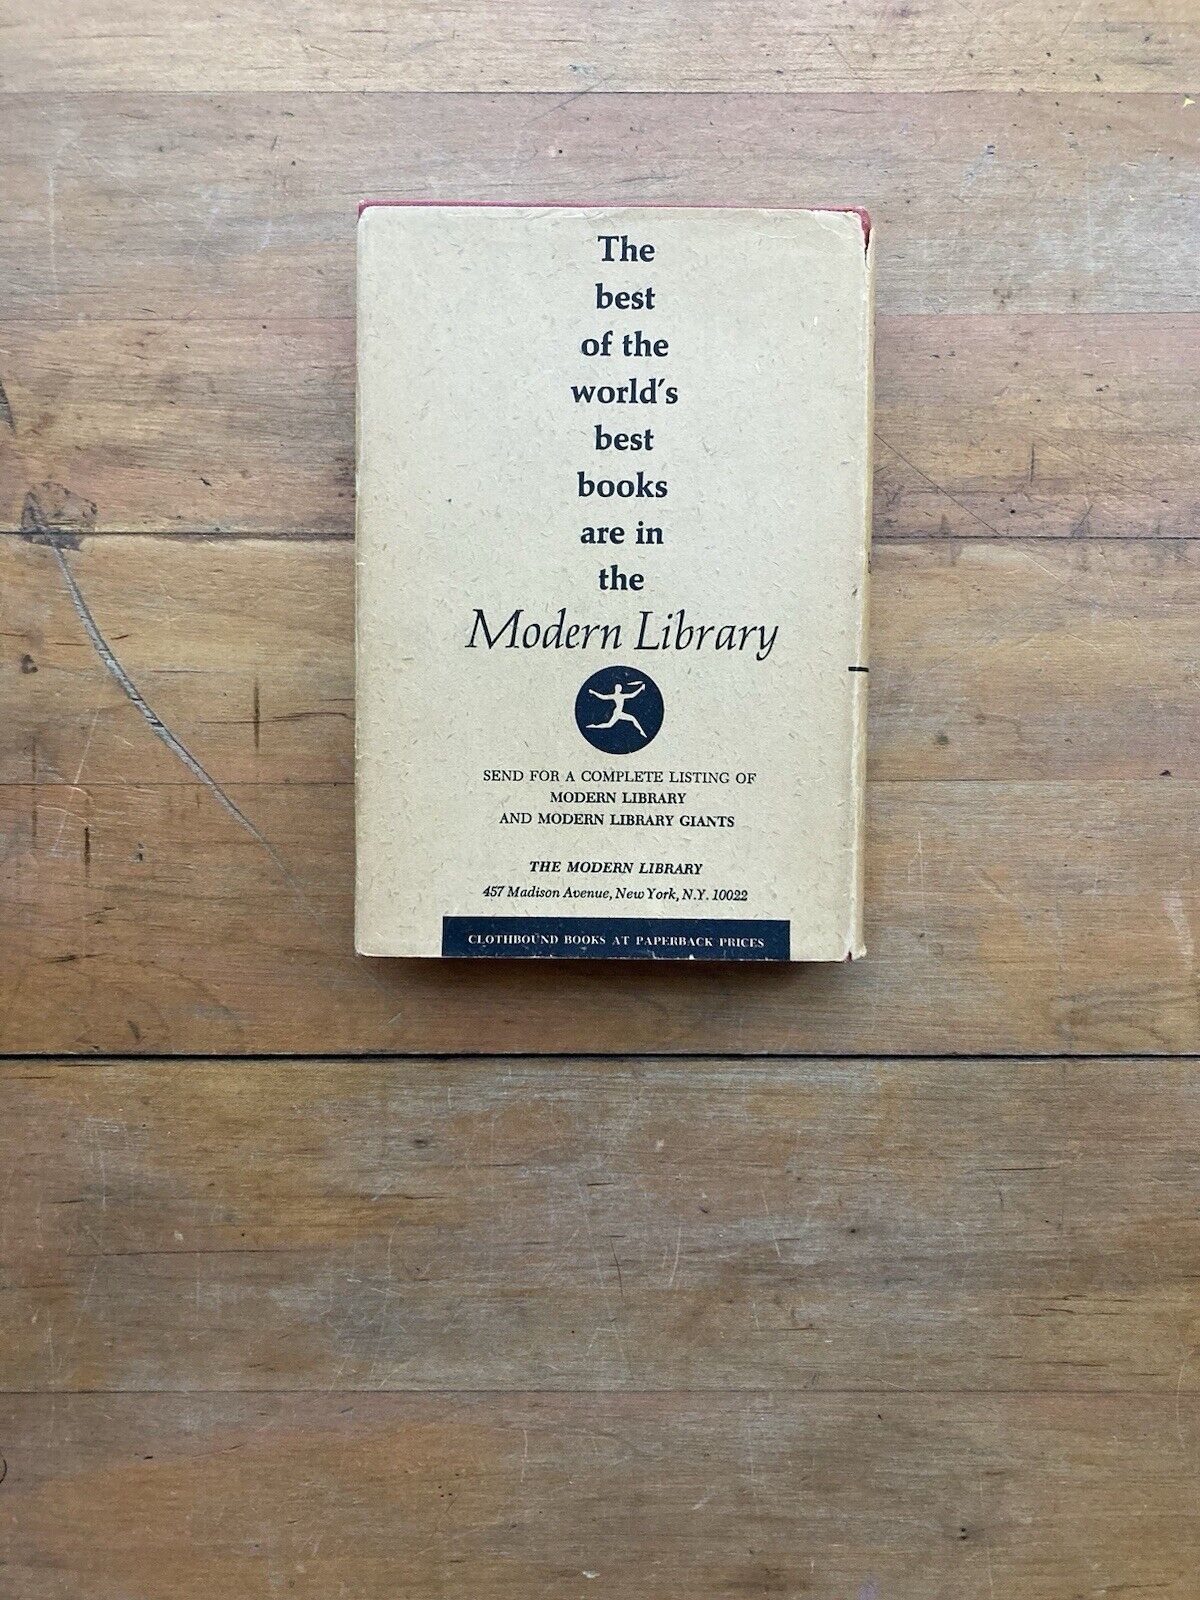 The
best
of the
world's
best
books
are in
the
Modern Library
SEND FOR A COMPLETE LISTING OF
MODERN LIBRARY
AND MODERN LIBRARY GIANTS
THE MODERN LIBRARY
457 Madison Avenue, New York, N.Y. 10022
CLOTHBOUND BOOKS AT PAPERBACK PRICES